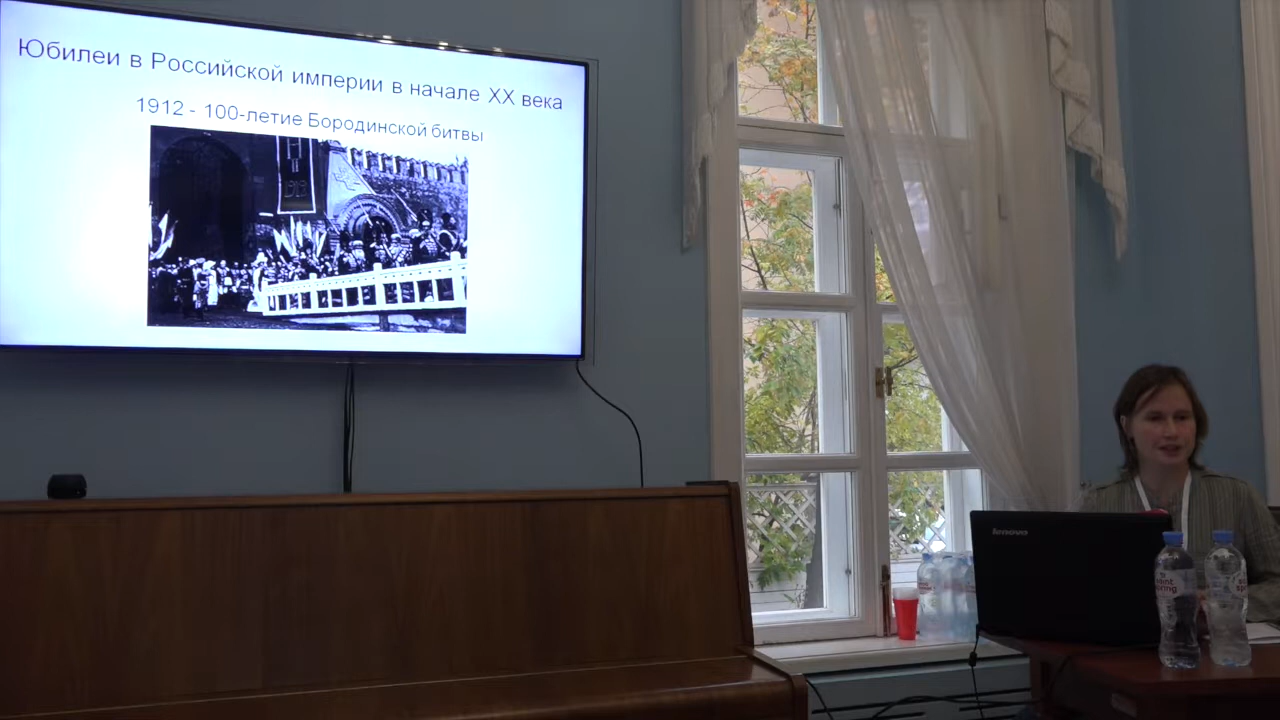 Юбилеи в Российской империи в начале XX века
1912 - 100-летие Бородинской битвы
lenovo